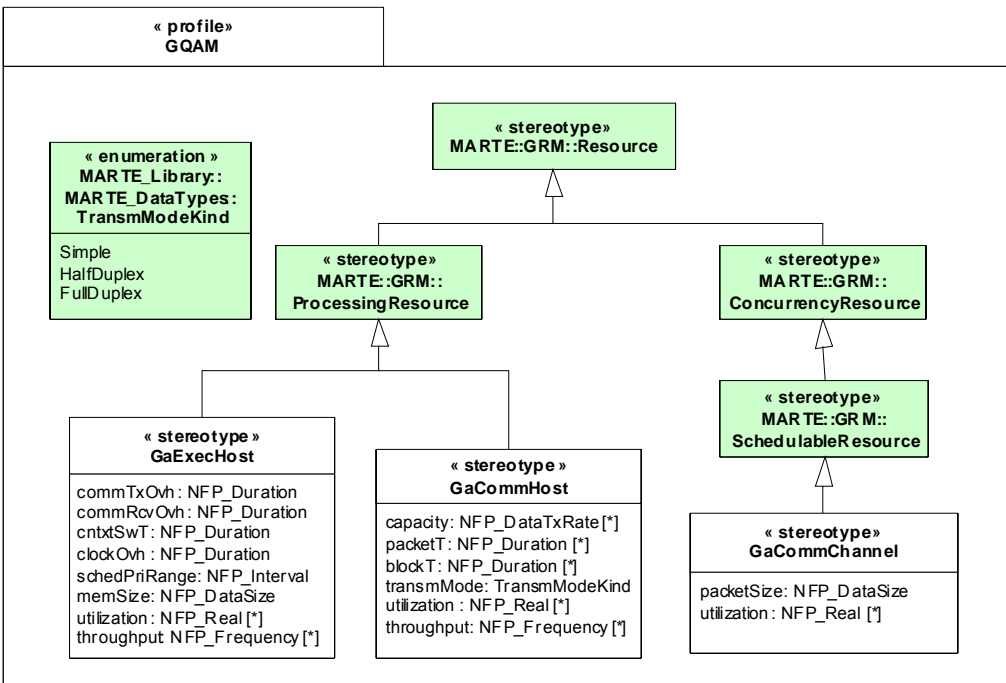 « profile»
GQAM
« stereotype»
MARTE::GRM::Resource
« enumeration »
MARTE_Library::
MARTE_DataTypes::
TransmModeKind
Simple
HalfDuplex
FullDuplex
« stereotype»
MARTE::GRM::
ProcessingResource
« stereotype»
MARTE::GRM::
ConcurrencyResource
« stereotype»
MARTE::GRM::
SchedulableResource
« stereotype»
GaExecHost
commTxOvh: NFP_Duration
commRcvOvh: NFP_Duration
cntxtSwT: NFP_Duration
clockOvh: NFP_Duration
schedPriRange: NFP_Interval
memSize: NFP_DataSize
utilization: NFP_Real [*]
throughput: NFP_Frequency [*]
« stereotype»
GaCommHost
capacity: NFP_DataTxRate [*]
packetT: NFP_Duration [*]
blockT: NFP_Duration [*]
transmMode: TransmModeKind
utilization : NFP_Real [*]
throughput: NFP_Frequency [*]
« stereotype»
GaCommChannel
packetSize: NFP_DataSize
utilization: NFP_Real [*]